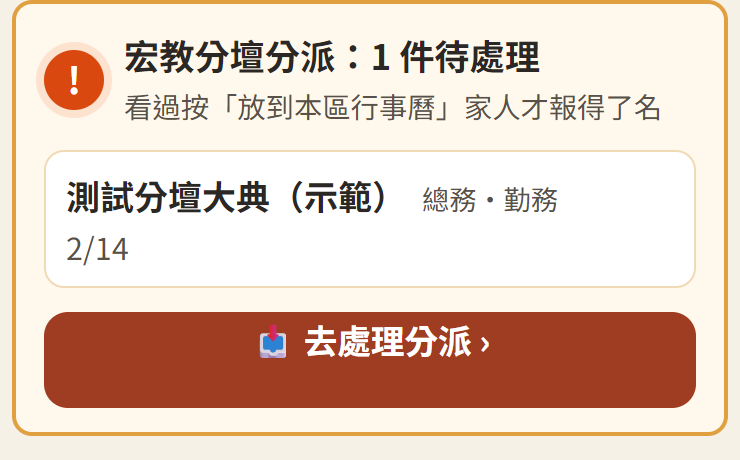 !
宏教分壇分派：1 件待處理
看過按「放到本區行事曆」家人才報得了名
測試分壇大典（示範） 總務・勤務
2/14
📥 去處理分派 ›